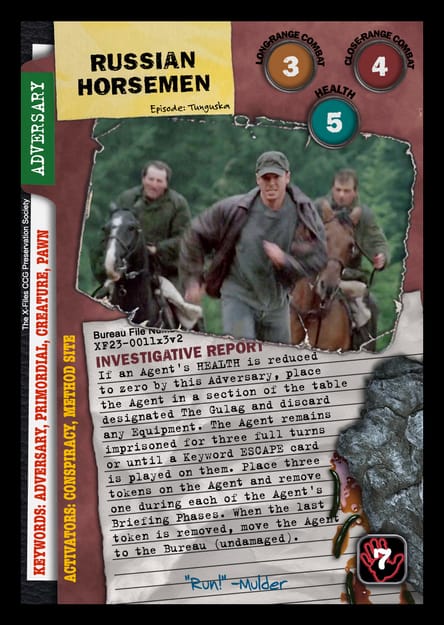 RUSSIAN
HORSEMEN
Episode: Tunguska
LONG-RANGE COMBAT
3
CLOSE-RANGE COMBAT
4
HEALTH
5
ADVERSARY
The X-Files CCG Preservation Society
KEYWORDS: ADVERSARY, PRIMORDIAL, CREATURE, PAWN
ACTIVATORS: CONSPIRACY, METHOD SITE
Bureau File
XF23-0011x3v2
INVESTIGATIVE REPORT
If an Agent's HEALTH is reduced
to zero by this Adversary, place
the Agent in a section of the table
designated The Gulag and discard
any Equipment. The Agent remains
imprisoned for three full turns
or until a Keyword ESCAPE card
is played on them. Place three
tokens on the Agent and remove
one during each of the Agent's
Briefing Phases. When the last
token is removed, move the Agent
to the Bureau (undamaged).
"Run!" -Mulder
7